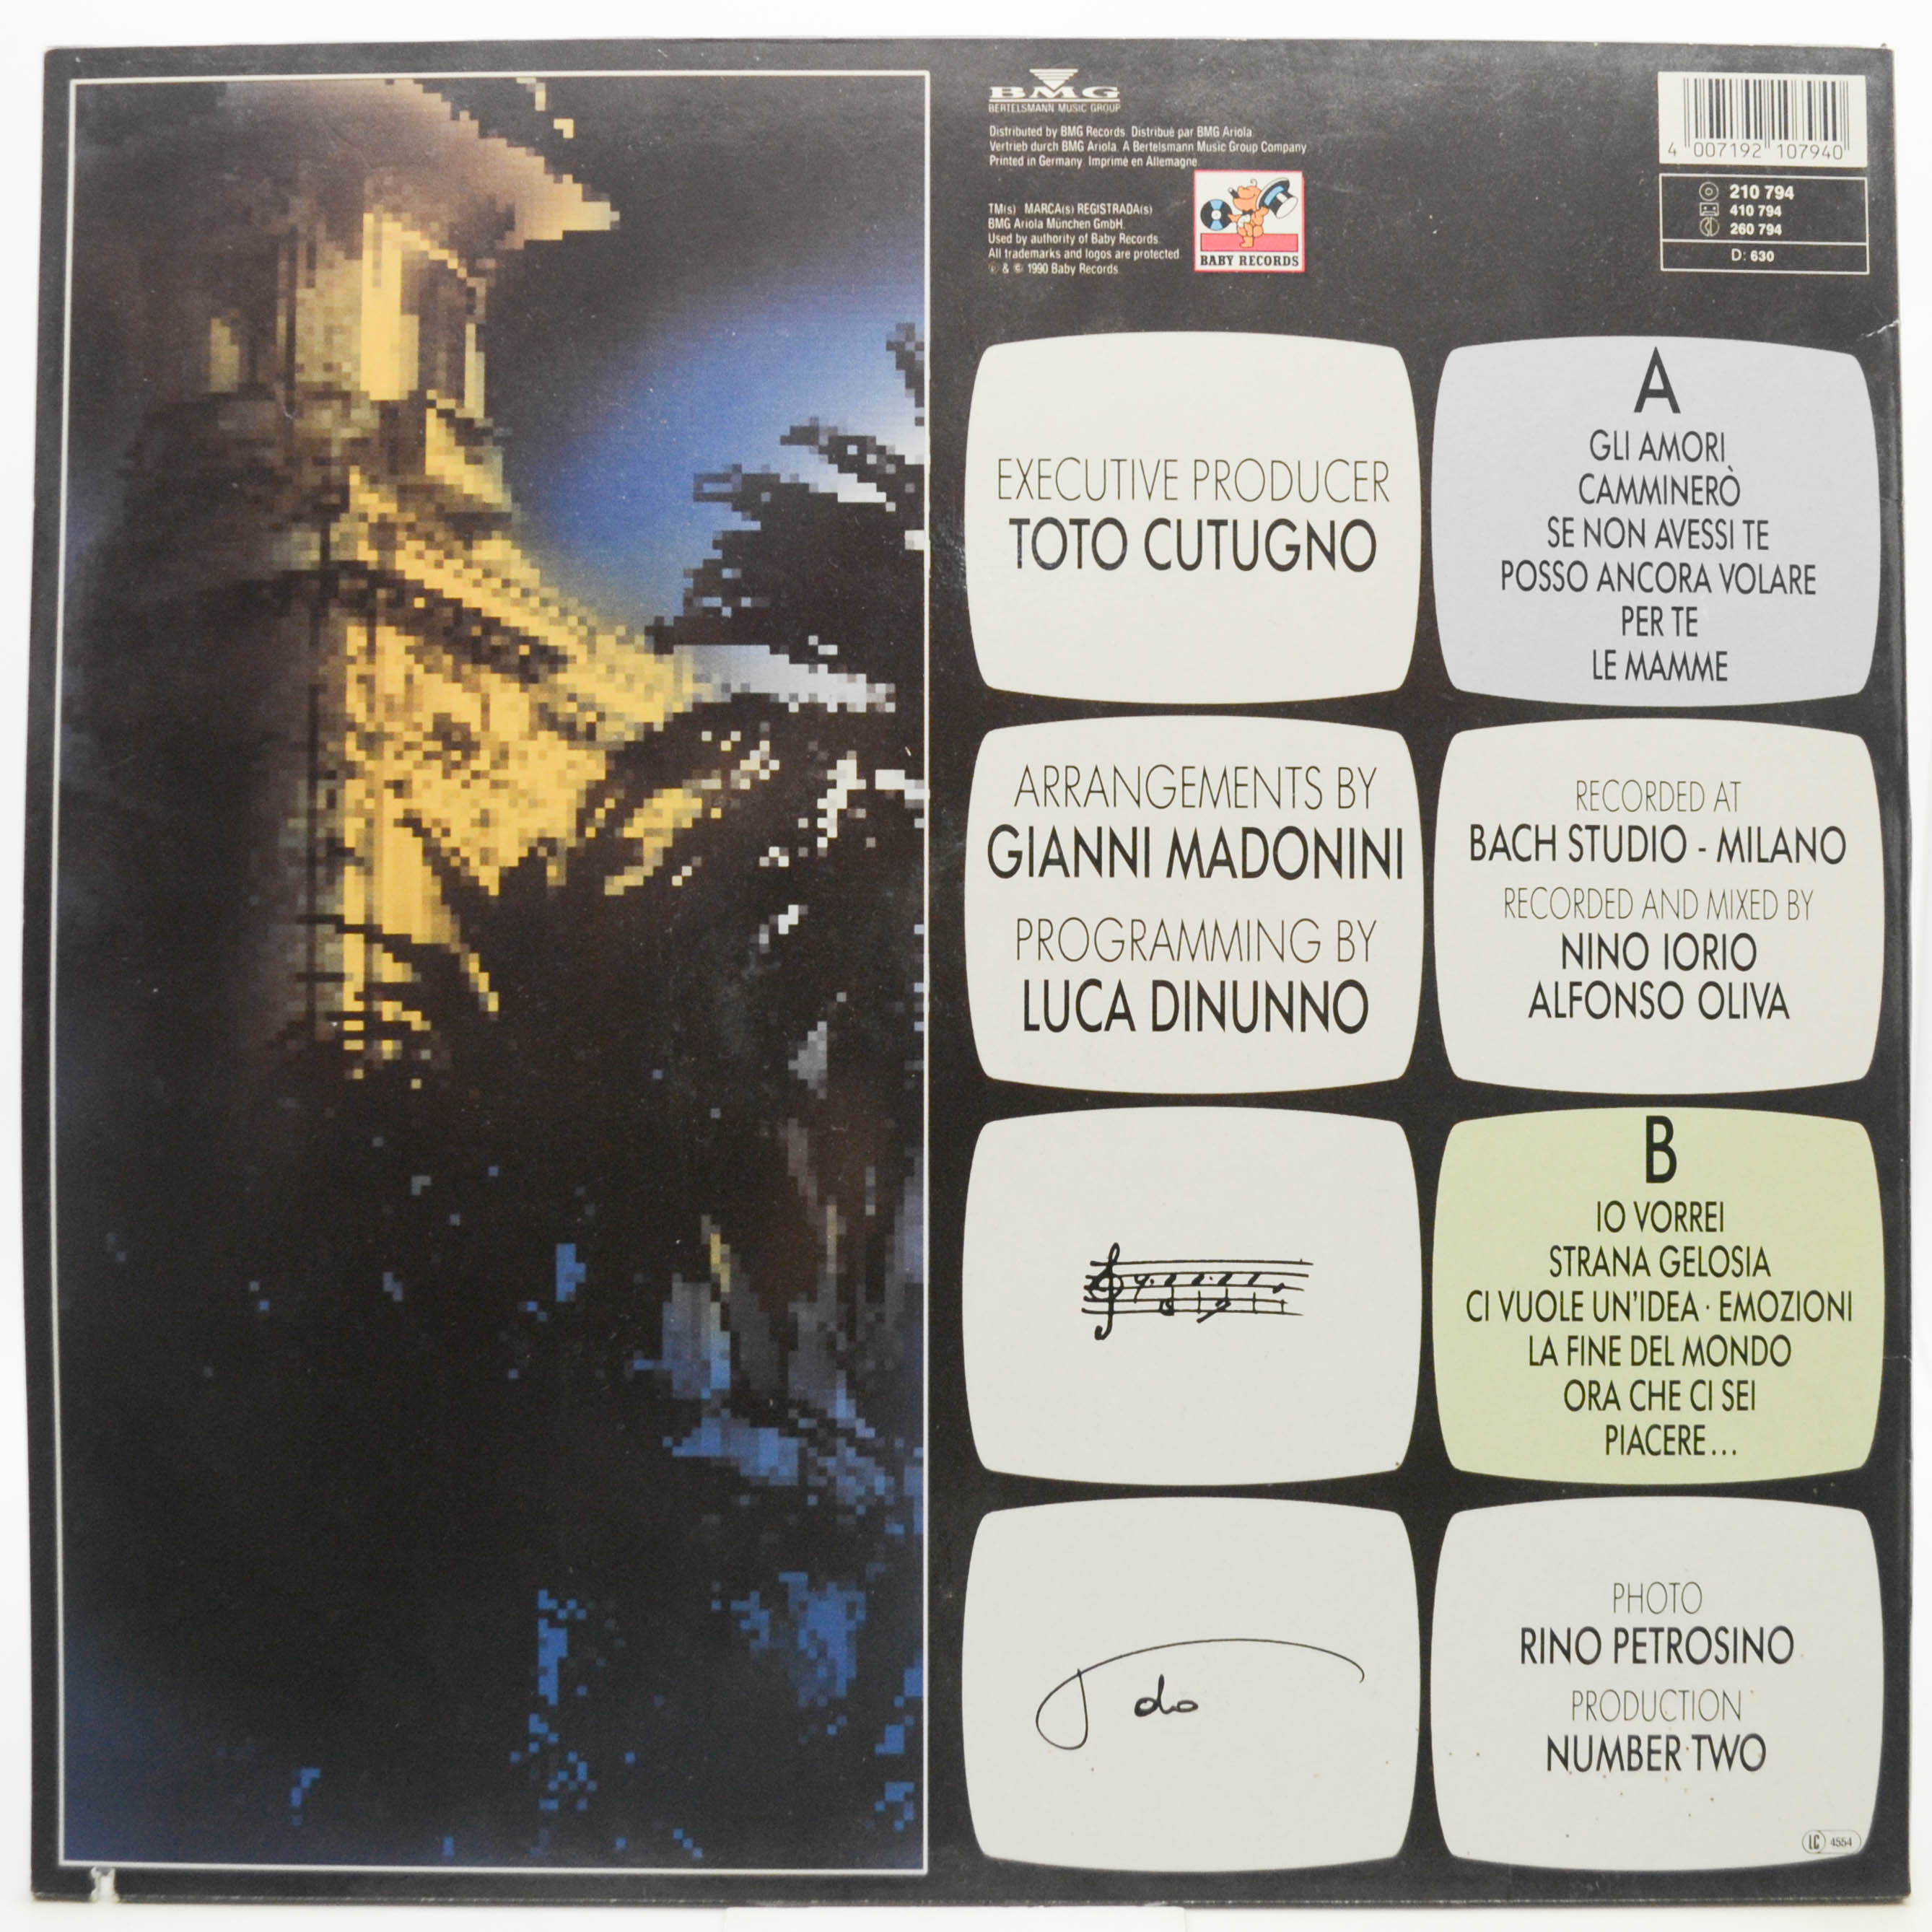 BMG
BERTELSMANN MUSIC GROUP
Distributed by BMG Records. Distribué par BMG Ariola.
Vertrieb durch BMG Ariola. A Bertelsmann Music Group Company
Printed in Germany. Imprimé en Allemagne
TM(s) MARCA(s) REGISTRADA(s)
BMG Ariola München GmbH.
Used by authority of Baby Records.
All trademarks and logos are protected.
℗ & © 1990 Baby Records
BABY RECORDS
4 007192 107940
210 794
410 794
260 794
D: 630
EXECUTIVE PRODUCER
TOTO CUTUGNO
A
GLI AMORI
CAMMINERÒ
SE NON AVESSI TE
POSSO ANCORA VOLARE
PER TE
LE MAMME
ARRANGEMENTS BY
GIANNI MADONINI
PROGRAMMING BY
LUCA DINUNNO
RECORDED AT
BACH STUDIO - MILANO
RECORDED AND MIXED BY
NINO IORIO
ALFONSO OLIVA
B
IO VORREI
STRANA GELOSIA
CI VUOLE UN'IDEA · EMOZIONI
LA FINE DEL MONDO
ORA CHE CI SEI
PIACERE...
PHOTO
RINO PETROSINO
PRODUCTION
NUMBER TWO
LC 4554